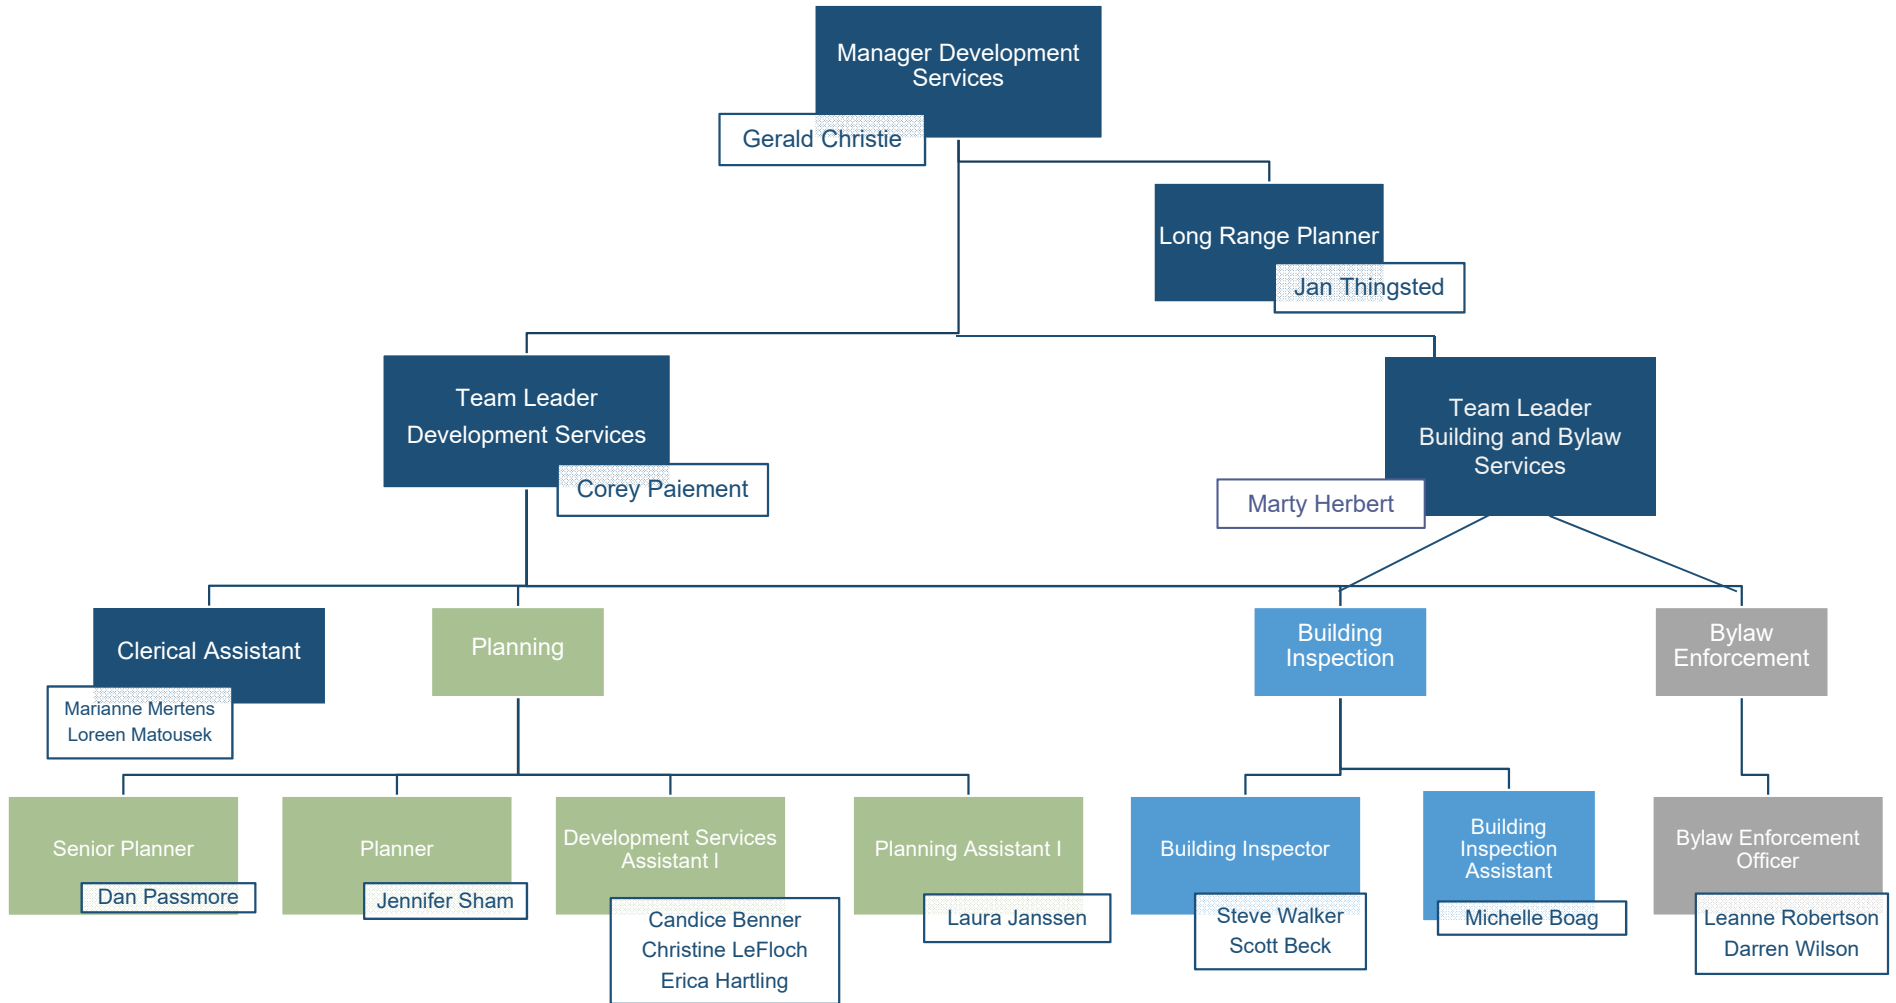 Manager Development
Services
Gerald Christie
Long Range Planner
Jan Thingsted
Team Leader
Development Services
Corey Paiement
Team Leader
Building and Bylaw
Services
Marty Herbert
Clerical Assistant
Marianne Mertens
Loreen Matousek
Planning
Building
Inspection
Bylaw
Enforcement
Senior Planner
Dan Passmore
Planner
Jennifer Sham
Development Services
Assistant I
Candice Benner
Christine LeFloch
Erica Hartling
Planning Assistant I
Laura Janssen
Building Inspector
Steve Walker
Scott Beck
Building
Inspection
Assistant
Michelle Boag
Bylaw Enforcement
Officer
Leanne Robertson
Darren Wilson